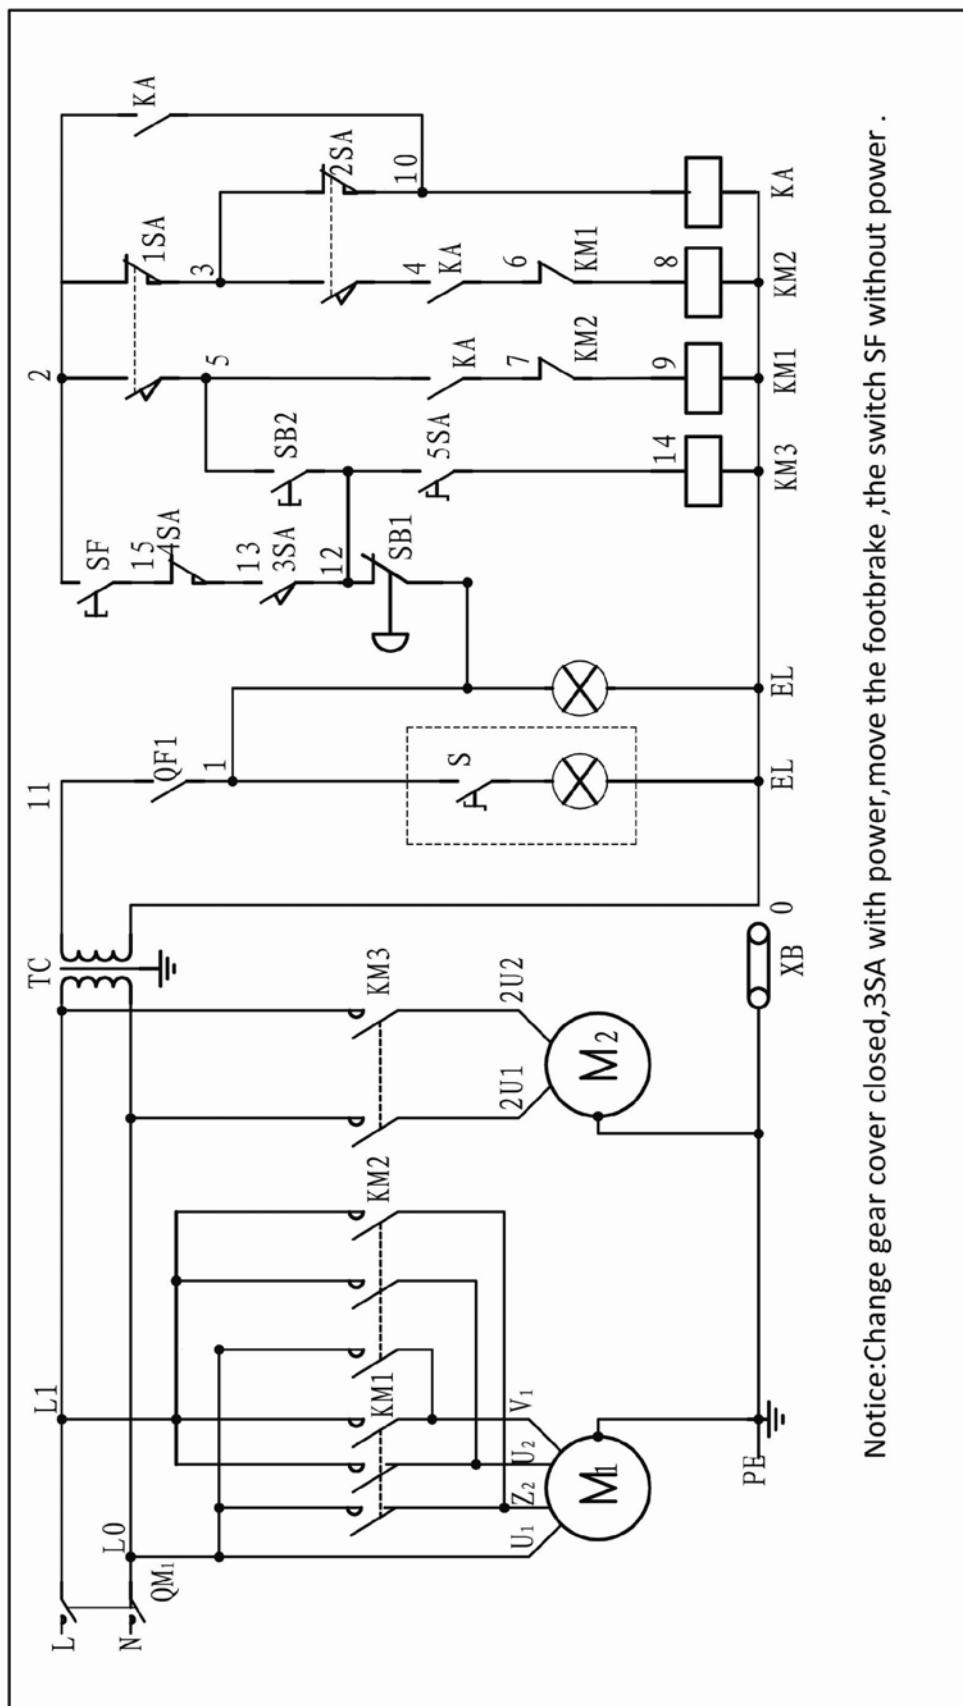 L
N
QM₁
L0
L1
KM1
KM2
KM3
TC
U₁
Z₂
U₂
V₁
M1
2U1
2U2
M2
PE
XB
0
11
QF1
1
S
EL
EL
2
SF
15
4SA
13
3SA
12
SB1
SB2
5SA
14
KM3
5
KA
7
KM2
9
KM1
1SA
3
4
KA
6
KM1
8
KM2
2SA
10
KA
KA
Notice:Change gear cover closed,3SA with power,move the footbrake ,the switch SF without power .